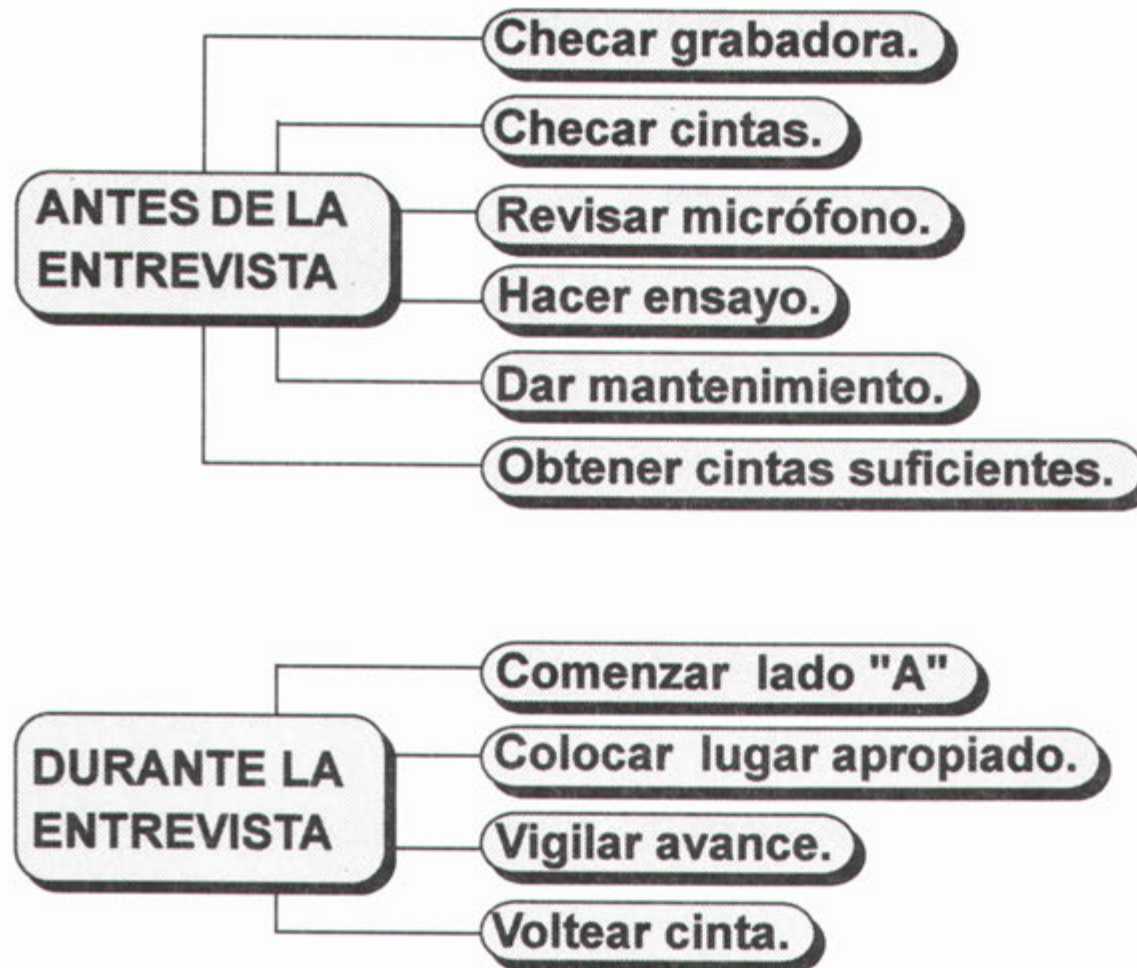 Checar grabadora.
Checar cintas.
ANTES DE LA
ENTREVISTA
Revisar micrófono.
Hacer ensayo.
Dar mantenimiento.
Obtener cintas suficientes.
Comenzar lado "A"
Colocar lugar apropiado.
DURANTE LA
ENTREVISTA
Vigilar avance.
Voltear cinta.